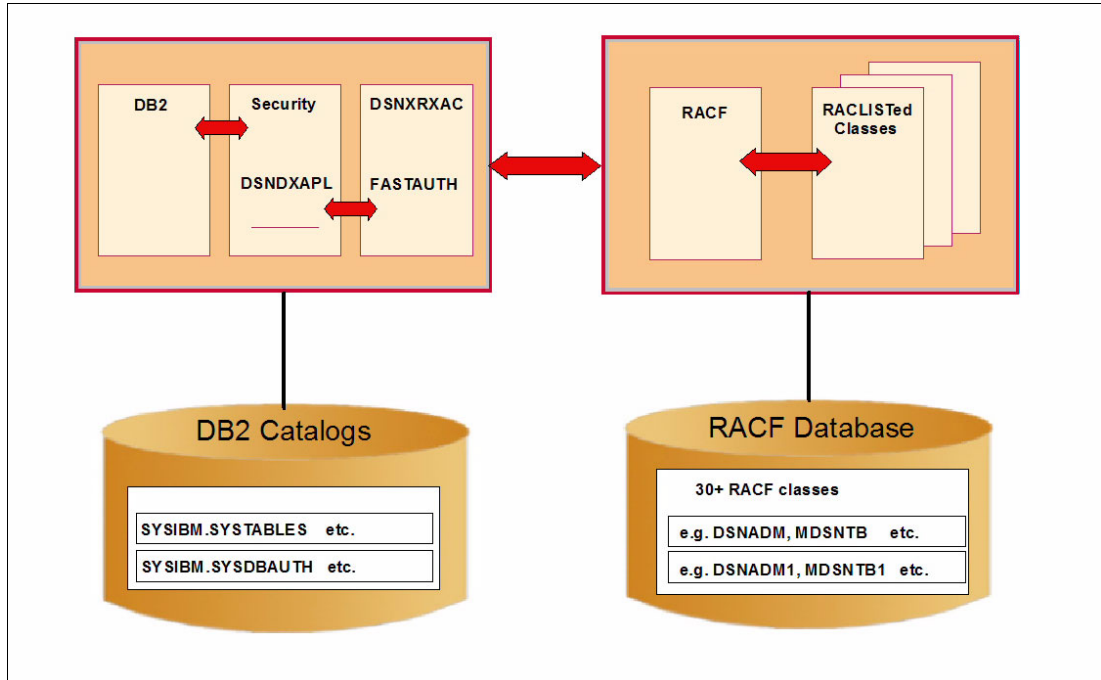 DB2
Security
DSNDXAPL
DSNXRXAC
FASTAUTH
RACF
RACLISTed
Classes
DB2 Catalogs
SYSIBM.SYSTABLES etc.
SYSIBM.SYSDBAUTH etc.
RACF Database
30+ RACF classes
e.g. DSNADM, MDSNTB etc.
e.g. DSNADM1, MDSNTB1 etc.